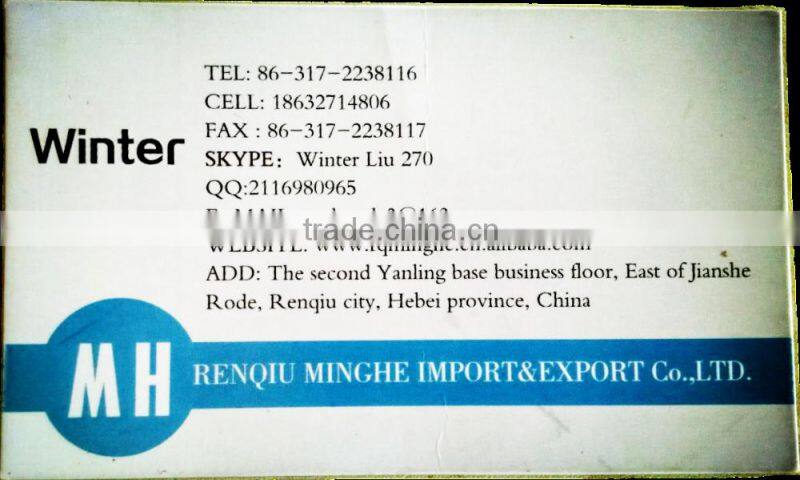 TEL: 86-317-2238116
CELL: 18632714806
FAX : 86-317-2238117
Winter
SKYPE: Winter Liu 270
QQ:2116980965
trade.china.cn
ADD: The second Yanling base business floor, East of Jianshe
Rode, Renqiu city, Hebei province, China
MH
RENQIU MINGHE IMPORT&EXPORT Co.,LTD.